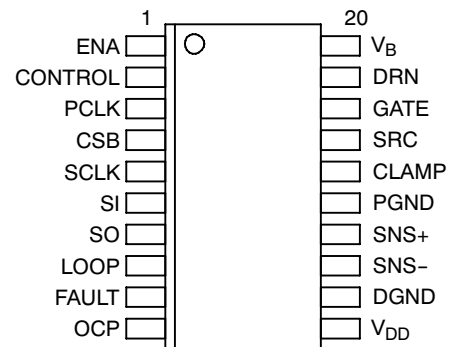 1 20
ENA V_B
CONTROL DRN
PCLK GATE
CSB SRC
SCLK CLAMP
SI PGND
SO SNS+
LOOP SNS−
FAULT DGND
OCP V_DD